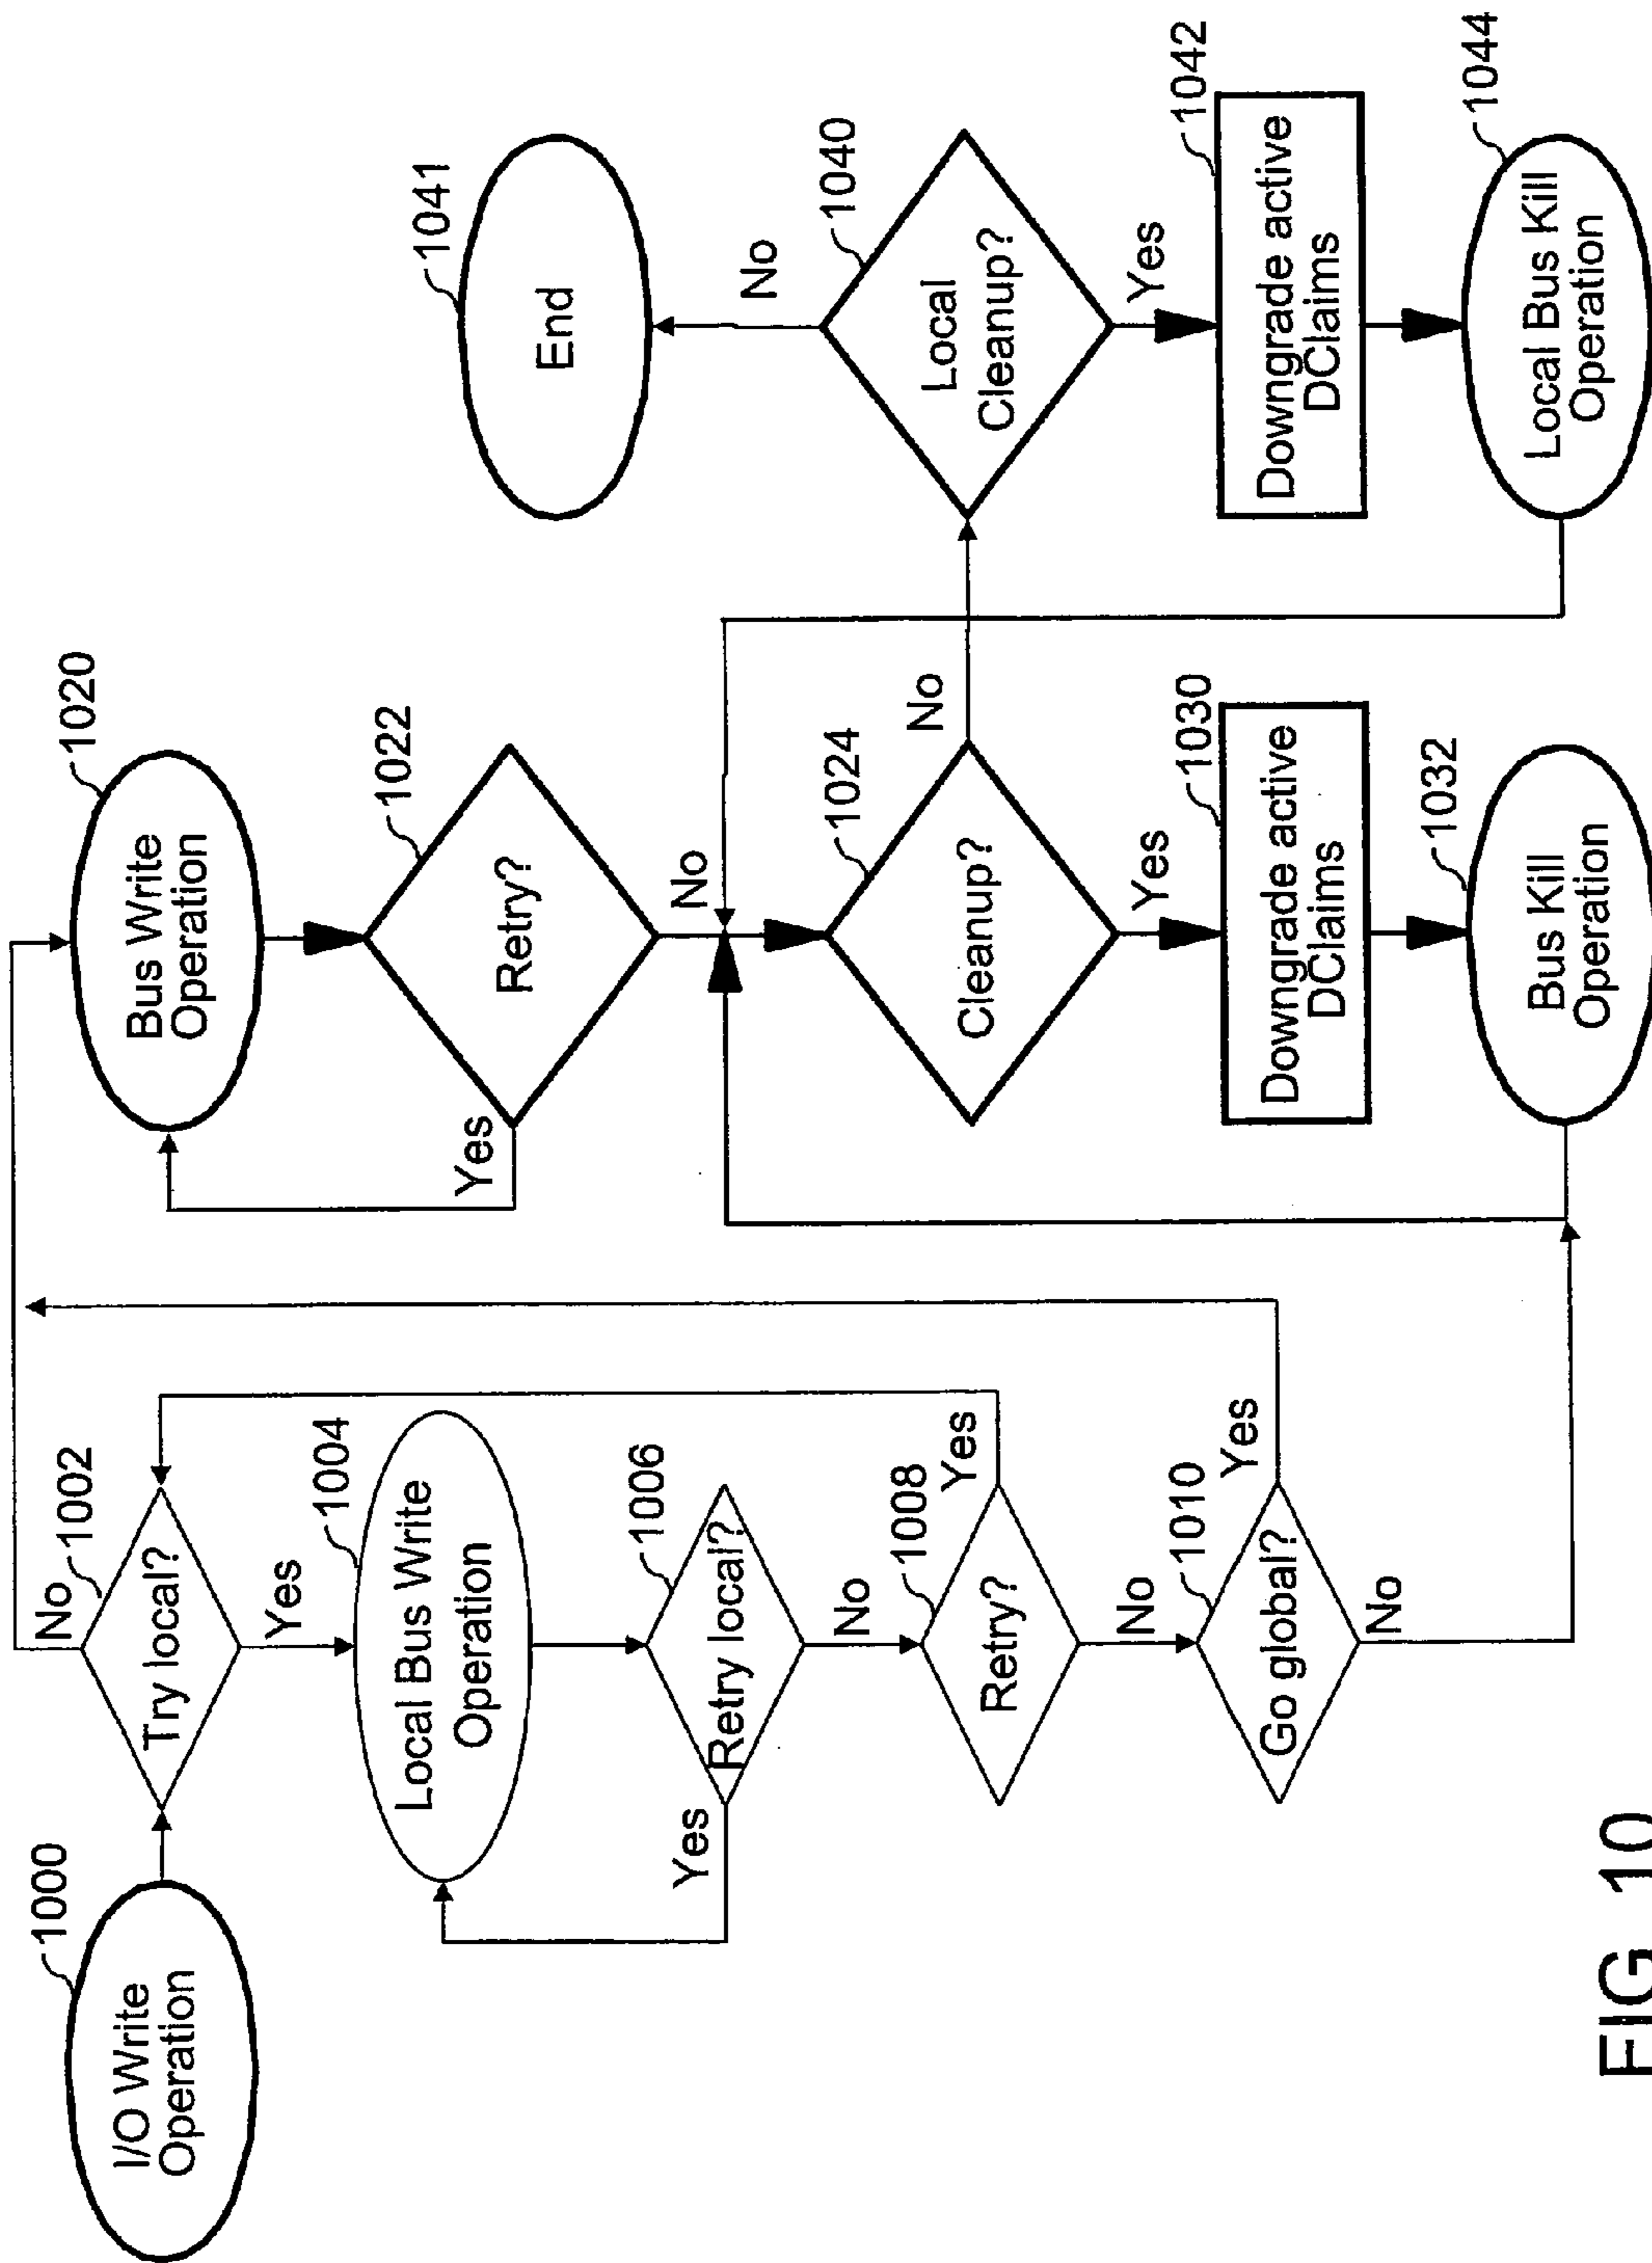 1000
I/O Write
Operation
No
1002
Try local?
Yes
1004
Local Bus Write
Operation
1006
Retry local?
Yes
No
1008
Retry?
Yes
No
1010
Go global?
Yes
No
1020
Bus Write
Operation
1022
Retry?
Yes
No
1024
Cleanup?
No
Yes
1030
Downgrade active
DClaims
1032
Bus Kill
Operation
1041
End
No
1040
Local
Cleanup?
Yes
1042
Downgrade active
DClaims
1044
Local Bus Kill
Operation
FIG 10